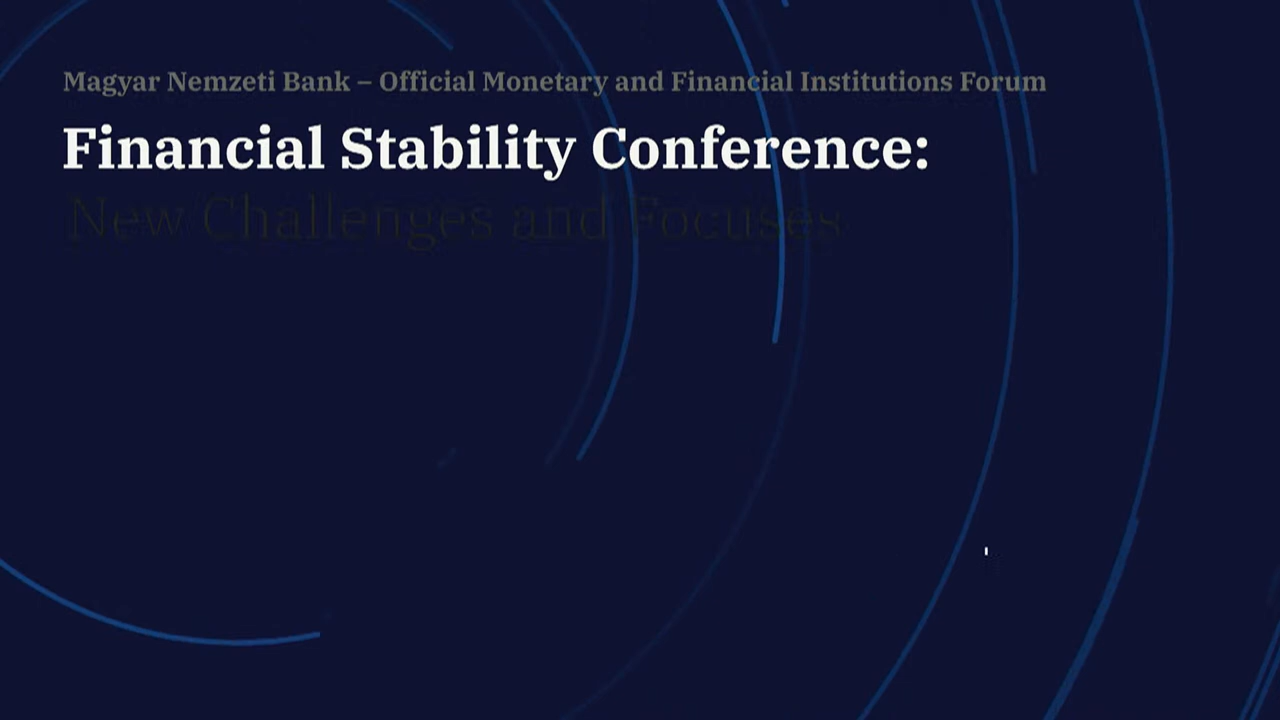 Magyar Nemzeti Bank – Official Monetary and Financial Institutions Forum
Financial Stability Conference:
New Challenges and Focuses